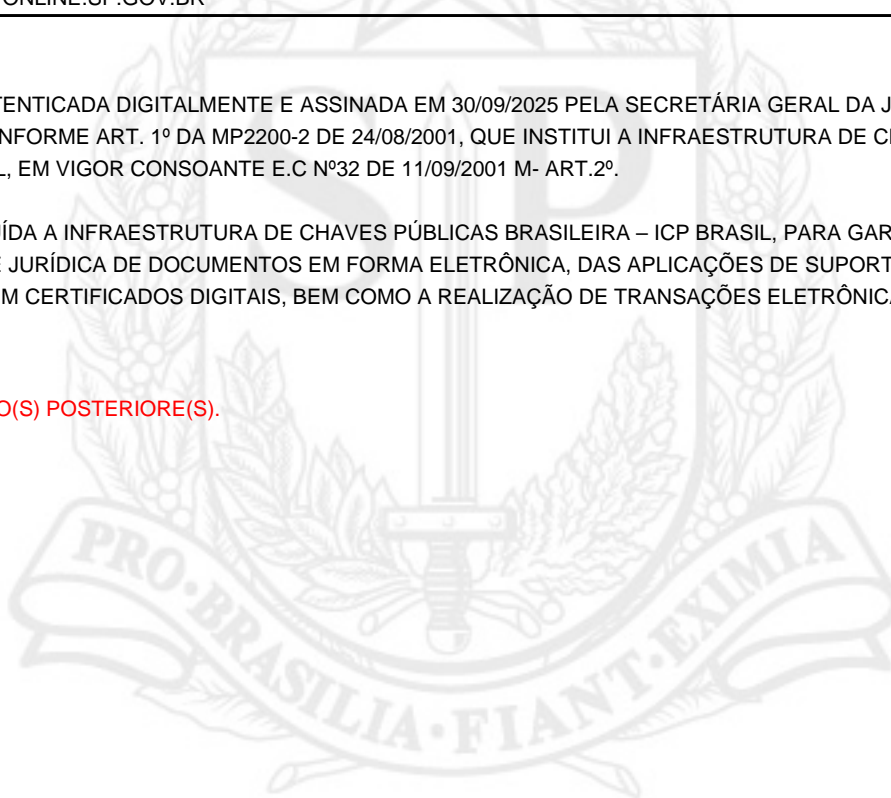 ONLINE.SP.GOV.BR
TENTICADA DIGITALMENTE E ASSINADA EM 30/09/2025 PELA SECRETÁRIA GERAL DA J
NFORME ART. 1º DA MP2200-2 DE 24/08/2001, QUE INSTITUI A INFRAESTRUTURA DE C
L, EM VIGOR CONSOANTE E.C Nº32 DE 11/09/2001 M- ART.2º.
ÍDA A INFRAESTRUTURA DE CHAVES PÚBLICAS BRASILEIRA – ICP BRASIL, PARA GAR
E JURÍDICA DE DOCUMENTOS EM FORMA ELETRÔNICA, DAS APLICAÇÕES DE SUPORT
M CERTIFICADOS DIGITAIS, BEM COMO A REALIZAÇÃO DE TRANSAÇÕES ELETRÔNICA
O(S) POSTERIORE(S).
SP
PRO·BRASILIA·FIANT·EXIMIA